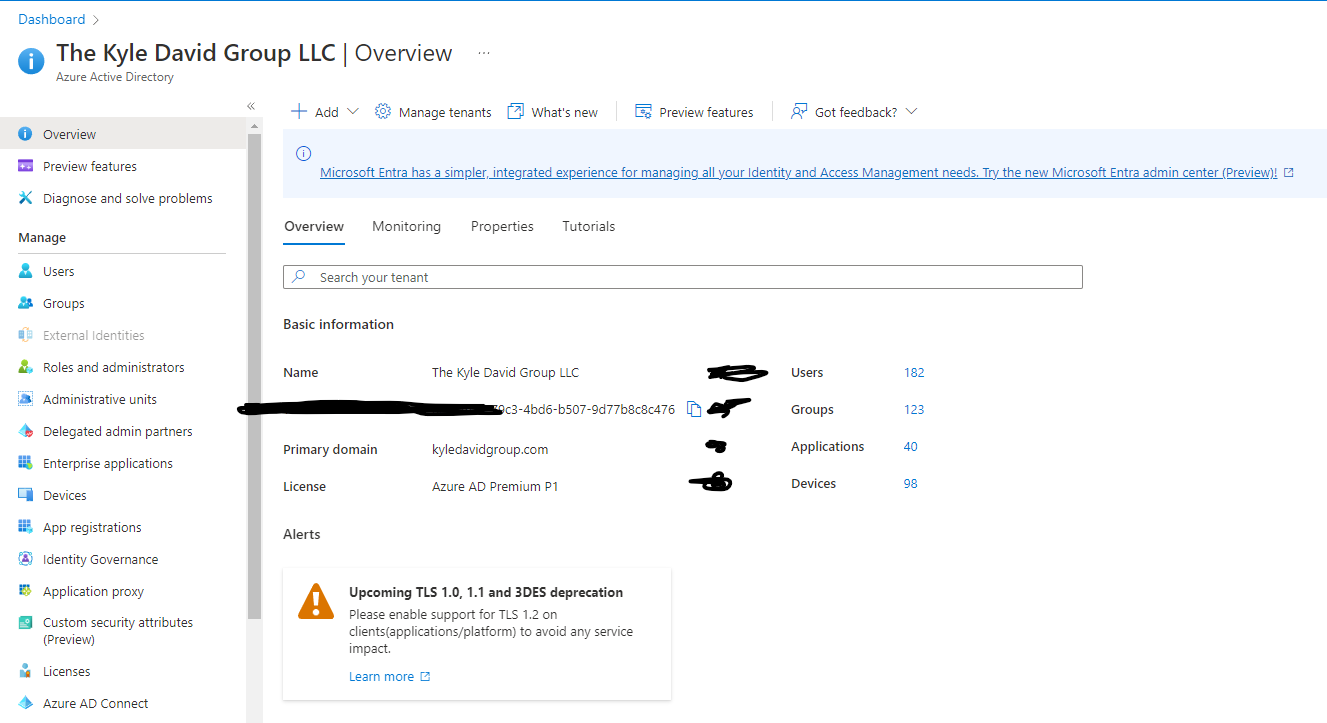 Dashboard >
The Kyle David Group LLC | Overview ...
Azure Active Directory
«
Overview
Preview features
Diagnose and solve problems
Manage
Users
Groups
External Identities
Roles and administrators
Administrative units
Delegated admin partners
Enterprise applications
Devices
App registrations
Identity Governance
Application proxy
Custom security attributes
(Preview)
Licenses
Azure AD Connect
Add Manage tenants What's new Preview features Got feedback?
Microsoft Entra has a simpler, integrated experience for managing all your Identity and Access Management needs. Try the new Microsoft Entra admin center (Preview)!
Overview Monitoring Properties Tutorials
Search your tenant
Basic information
Name The Kyle David Group LLC Users 182
c3-4bd6-b507-9d77b8c8c476 Groups 123
Primary domain kyledavidgroup.com Applications 40
License Azure AD Premium P1 Devices 98
Alerts
Upcoming TLS 1.0, 1.1 and 3DES deprecation
Please enable support for TLS 1.2 on
clients(applications/platform) to avoid any service
impact.
Learn more